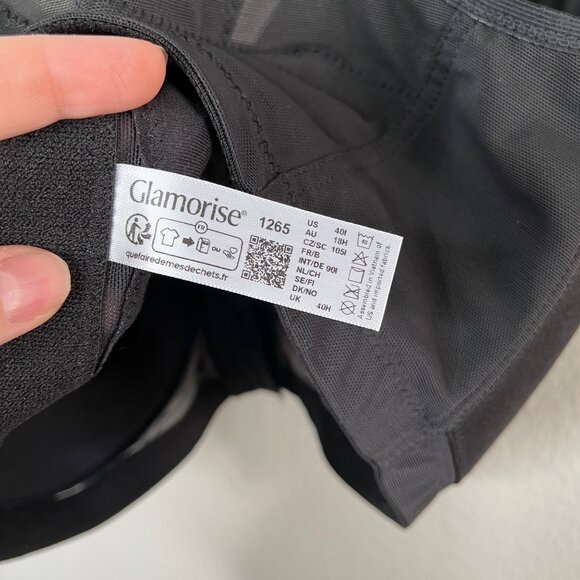 Glamorise® 1265
FR
quefairedemesdechets.fr
US 40I
AU 18H
CZ/SC 105I
FR/B
INT/DE 90I
NL/CH
SE/FI
DK/NO
UK 40H
Assembled in Vietnam of
US and imported fabrics.